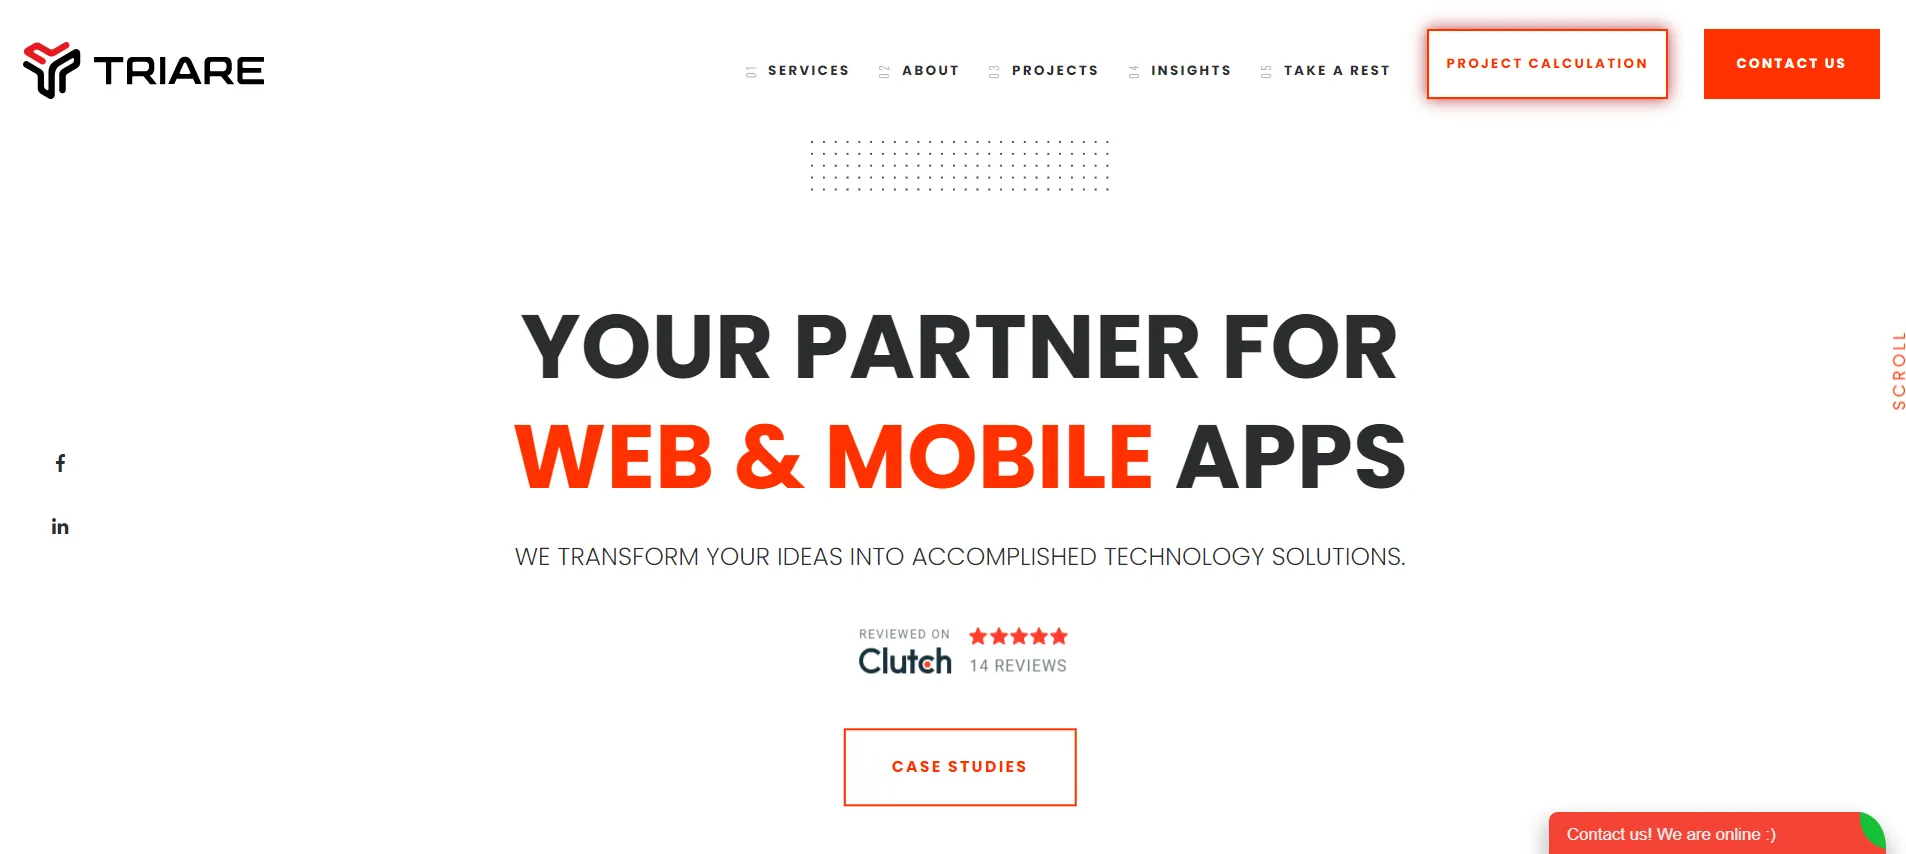 TRIARE
01 SERVICES
02 ABOUT
03 PROJECTS
04 INSIGHTS
05 TAKE A REST
PROJECT CALCULATION
CONTACT US
YOUR PARTNER FOR
WEB & MOBILE APPS
WE TRANSFORM YOUR IDEAS INTO ACCOMPLISHED TECHNOLOGY SOLUTIONS.
REVIEWED ON
Clutch
14 REVIEWS
CASE STUDIES
f
in
SCROLL
Contact us! We are online :)